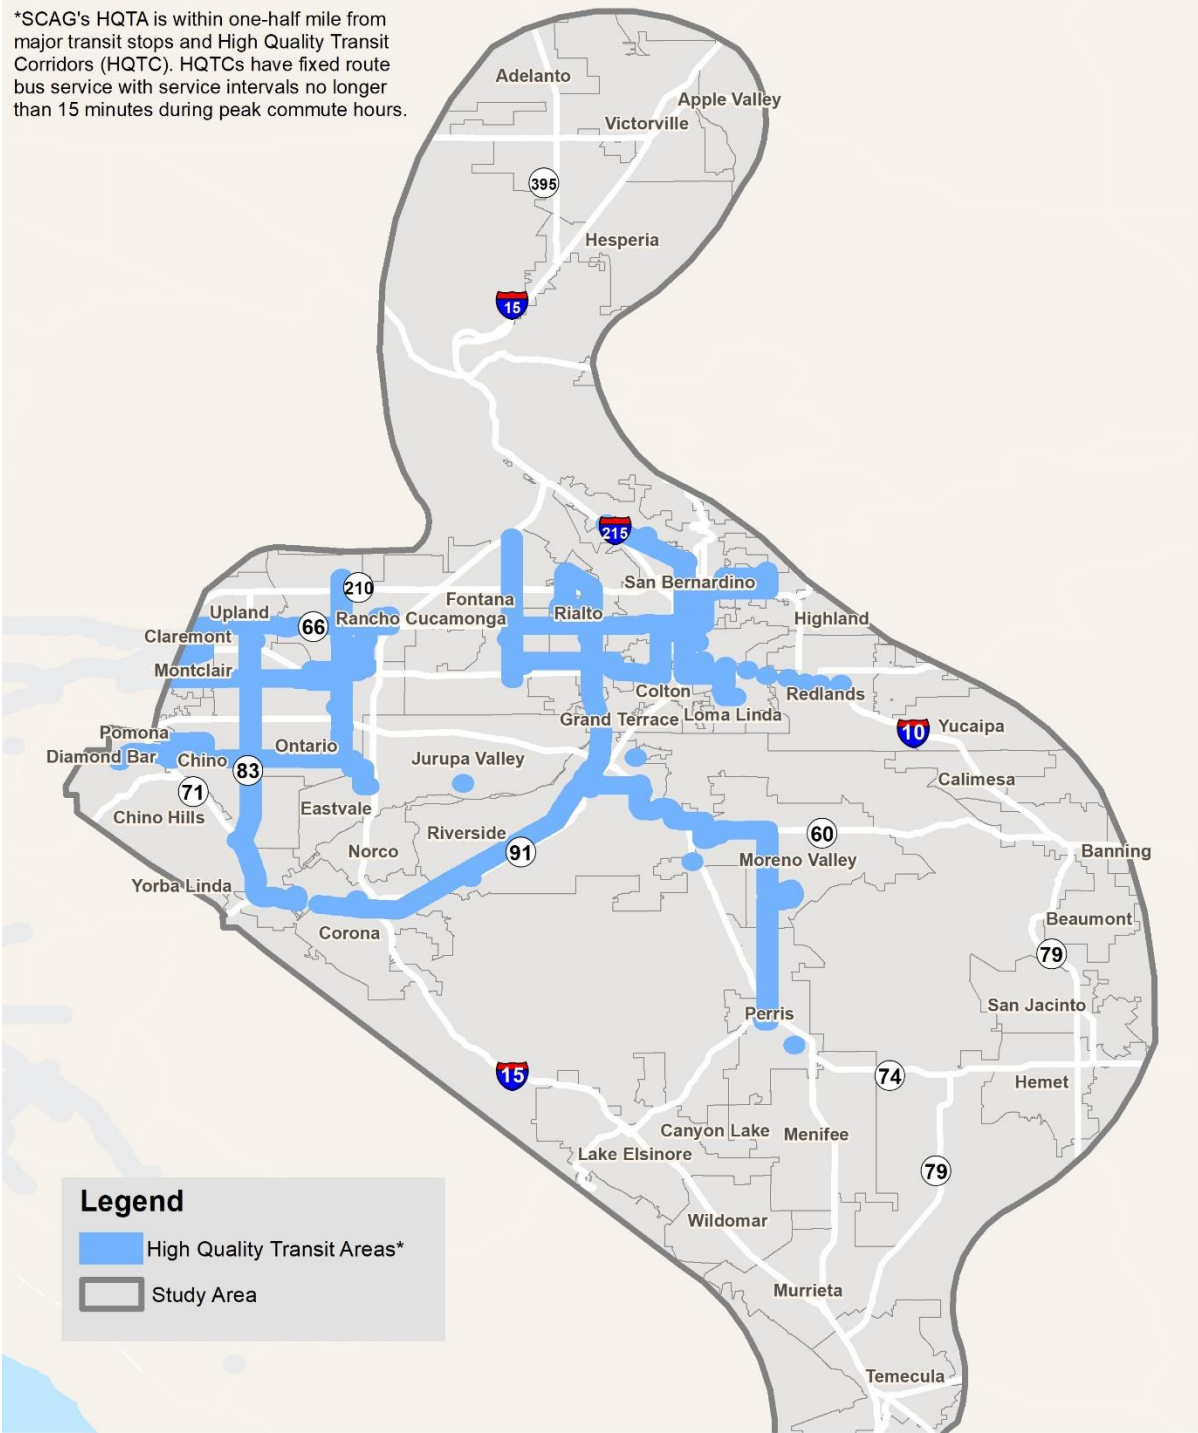 *SCAG's HQTA is within one-half mile from
major transit stops and High Quality Transit
Corridors (HQTC). HQTCs have fixed route
bus service with service intervals no longer
than 15 minutes during peak commute hours.
Adelanto
Apple Valley
Victorville
395
Hesperia
15
215
San Bernardino
210
Fontana
Upland
66
Rancho Cucamonga
Rialto
Highland
Claremont
Montclair
Colton
Redlands
Loma Linda
Grand Terrace
10
Yucaipa
Pomona
Diamond Bar
Chino
Ontario
83
Jurupa Valley
Calimesa
71
Chino Hills
Eastvale
Riverside
91
60
Norco
Moreno Valley
Banning
Yorba Linda
Corona
Beaumont
79
San Jacinto
Perris
15
74
Hemet
Canyon Lake
Menifee
Lake Elsinore
79
Wildomar
Murrieta
Temecula
Legend
High Quality Transit Areas*
Study Area